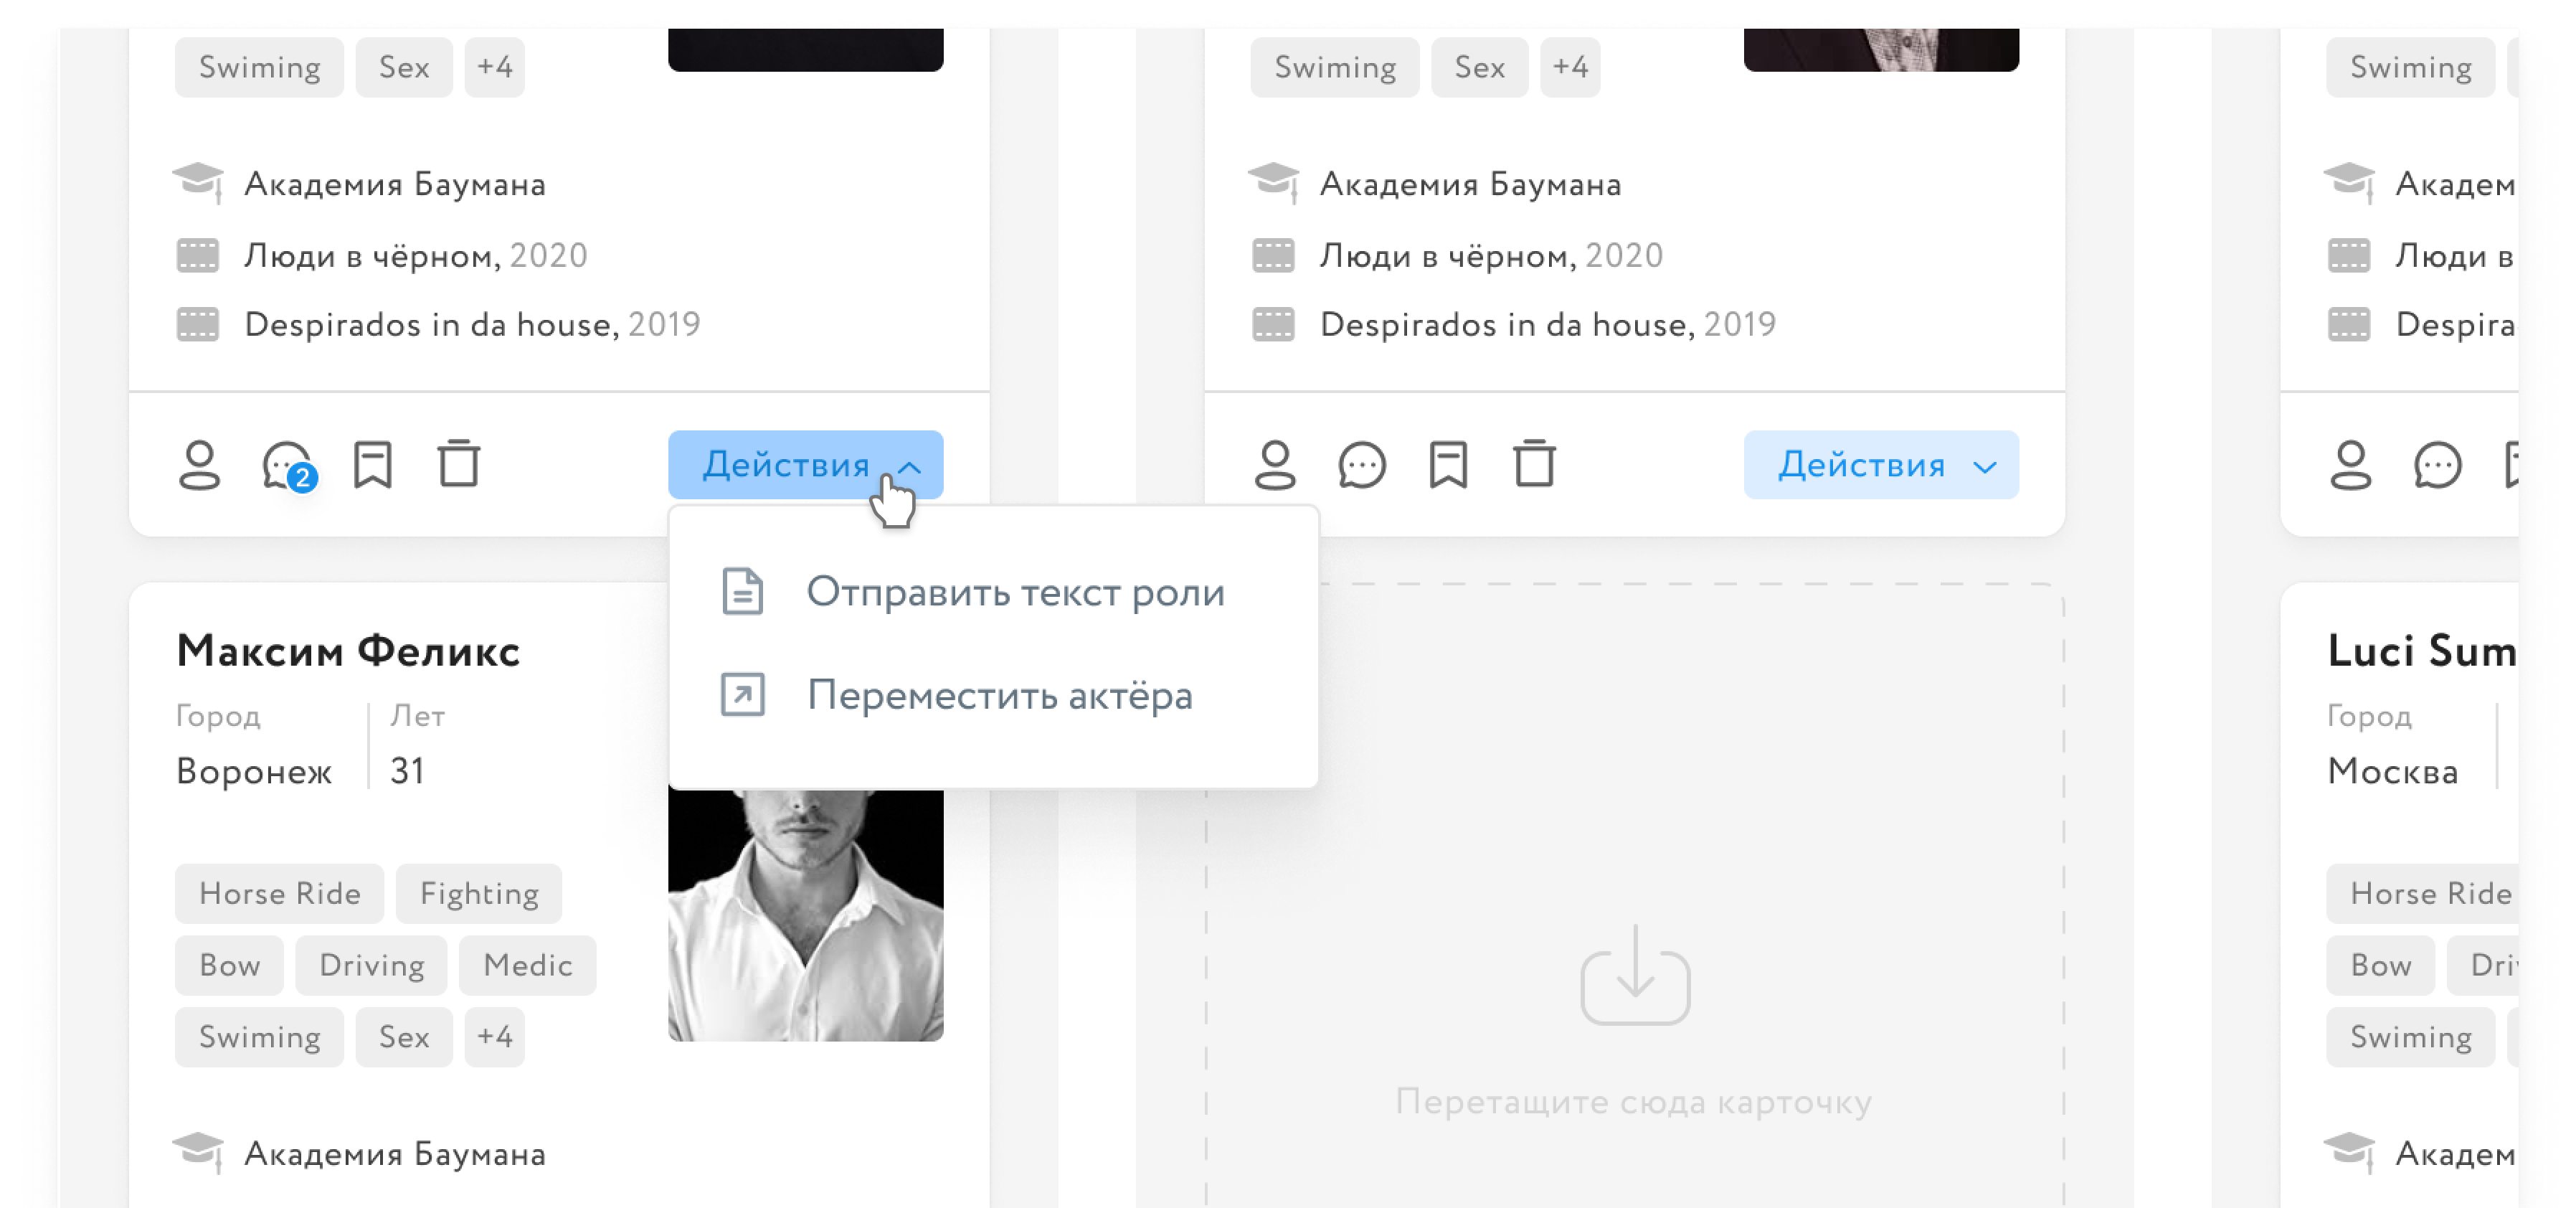 Swiming Sex +4
Академия Баумана
Люди в чёрном, 2020
Despirados in da house, 2019
2
Действия
Отправить текст роли
Переместить актёра
Максим Феликс
Город Лет
Воронеж 31
Horse Ride Fighting
Bow Driving Medic
Swiming Sex +4
Академия Баумана
Swiming Sex +4
Академия Баумана
Люди в чёрном, 2020
Despirados in da house, 2019
Действия
Перетащите сюда карточку
Swiming
Академ
Люди в
Despira
Luci Sum
Город
Москва
Horse Ride
Bow Dri
Swiming
Академ